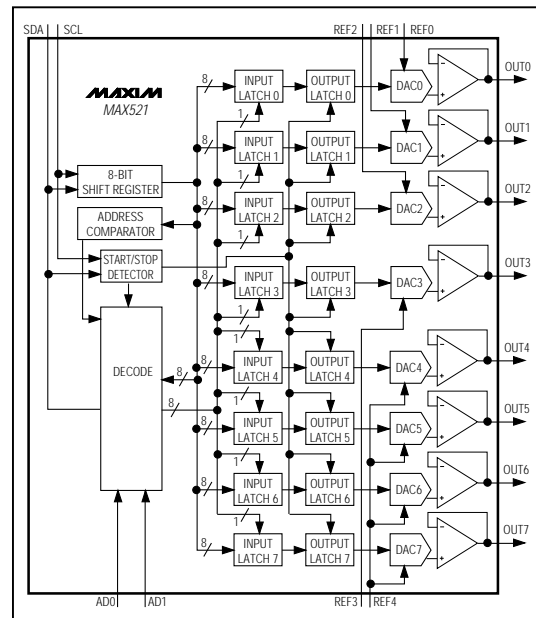 SDA SCL REF2 REF1 REF0
MAXIM
MAX521
8 INPUT LATCH 0 OUTPUT LATCH 0 DAC0 - + OUT0
1
8 INPUT LATCH 1 OUTPUT LATCH 1 DAC1 - + OUT1
1
8-BIT SHIFT REGISTER
8 INPUT LATCH 2 OUTPUT LATCH 2 DAC2 - + OUT2
1
ADDRESS COMPARATOR
START/STOP DETECTOR
8 INPUT LATCH 3 OUTPUT LATCH 3 DAC3 - + OUT3
1
1
DECODE
8
8 INPUT LATCH 4 OUTPUT LATCH 4 DAC4 - + OUT4
8
1
8 INPUT LATCH 5 OUTPUT LATCH 5 DAC5 - + OUT5
1
8 INPUT LATCH 6 OUTPUT LATCH 6 DAC6 - + OUT6
1
8 INPUT LATCH 7 OUTPUT LATCH 7 DAC7 - + OUT7
AD0 AD1 REF3 REF4